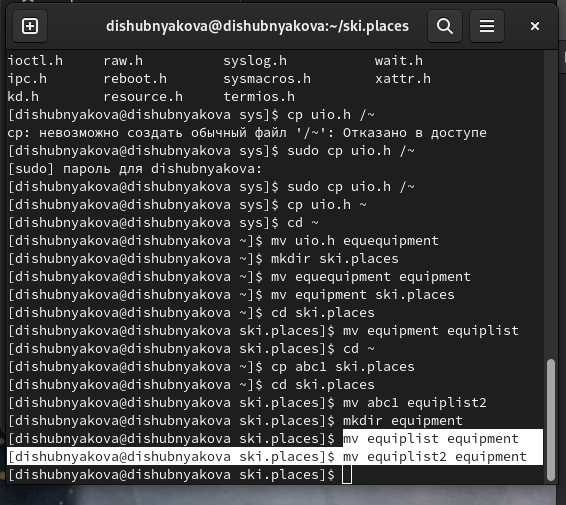 dishubnyakova@dishubnyakova:~/ski.places
ioctl.h raw.h syslog.h wait.h
ipc.h reboot.h sysmacros.h xattr.h
kd.h resource.h termios.h
[dishubnyakova@dishubnyakova sys]$ cp uio.h /~
cp: невозможно создать обычный файл '/~': Отказано в доступе
[dishubnyakova@dishubnyakova sys]$ sudo cp uio.h /~
[sudo] пароль для dishubnyakova:
[dishubnyakova@dishubnyakova sys]$ sudo cp uio.h /~
[dishubnyakova@dishubnyakova sys]$ cp uio.h ~
[dishubnyakova@dishubnyakova sys]$ cd ~
[dishubnyakova@dishubnyakova ~]$ mv uio.h equequipment
[dishubnyakova@dishubnyakova ~]$ mkdir ski.places
[dishubnyakova@dishubnyakova ~]$ mv equequipment equipment
[dishubnyakova@dishubnyakova ~]$ mv equipment ski.places
[dishubnyakova@dishubnyakova ~]$ cd ski.places
[dishubnyakova@dishubnyakova ski.places]$ mv equipment equiplist
[dishubnyakova@dishubnyakova ski.places]$ cd ~
[dishubnyakova@dishubnyakova ~]$ cp abc1 ski.places
[dishubnyakova@dishubnyakova ~]$ cd ski.places
[dishubnyakova@dishubnyakova ski.places]$ mv abc1 equiplist2
[dishubnyakova@dishubnyakova ski.places]$ mkdir equipment
[dishubnyakova@dishubnyakova ski.places]$ mv equiplist equipment
[dishubnyakova@dishubnyakova ski.places]$ mv equiplist2 equipment
[dishubnyakova@dishubnyakova ski.places]$